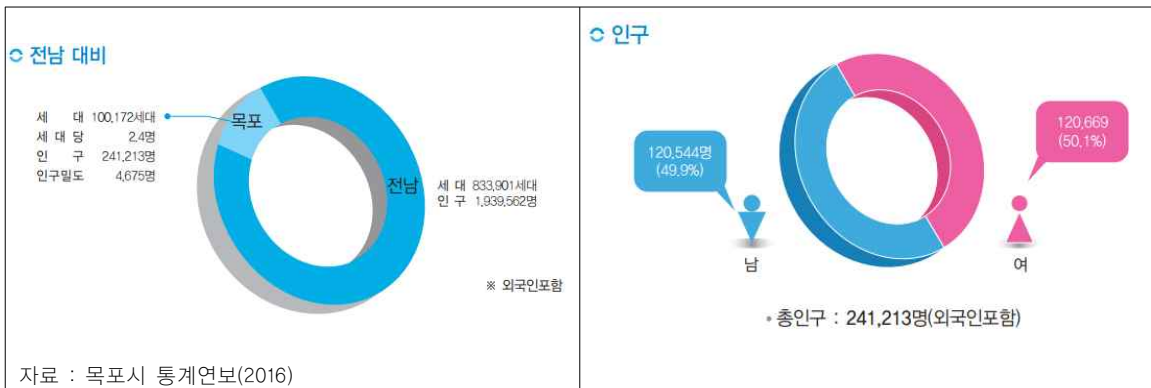 전남 대비
세 대 100,172세대
세 대 당 2.4명
인 구 241,213명
인구밀도 4,675명
목포
전남
세 대 833,901세대
인 구 1,939,562명
※ 외국인포함
자료 : 목포시 통계연보(2016)
인구
120,544명
(49.9%)
남
120,669
(50.1%)
여
• 총인구 : 241,213명(외국인포함)